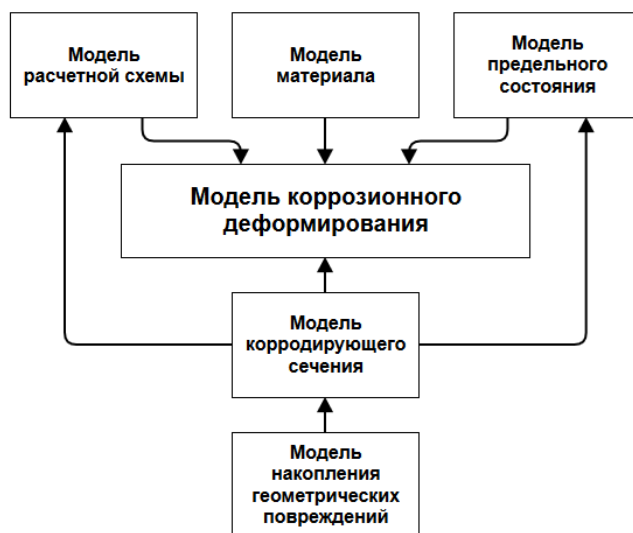 Модель
расчетной схемы
Модель
материала
Модель
предельного
состояния
Модель коррозионного
деформирования
Модель
корродирующего
сечения
Модель
накопления
геометрических
повреждений